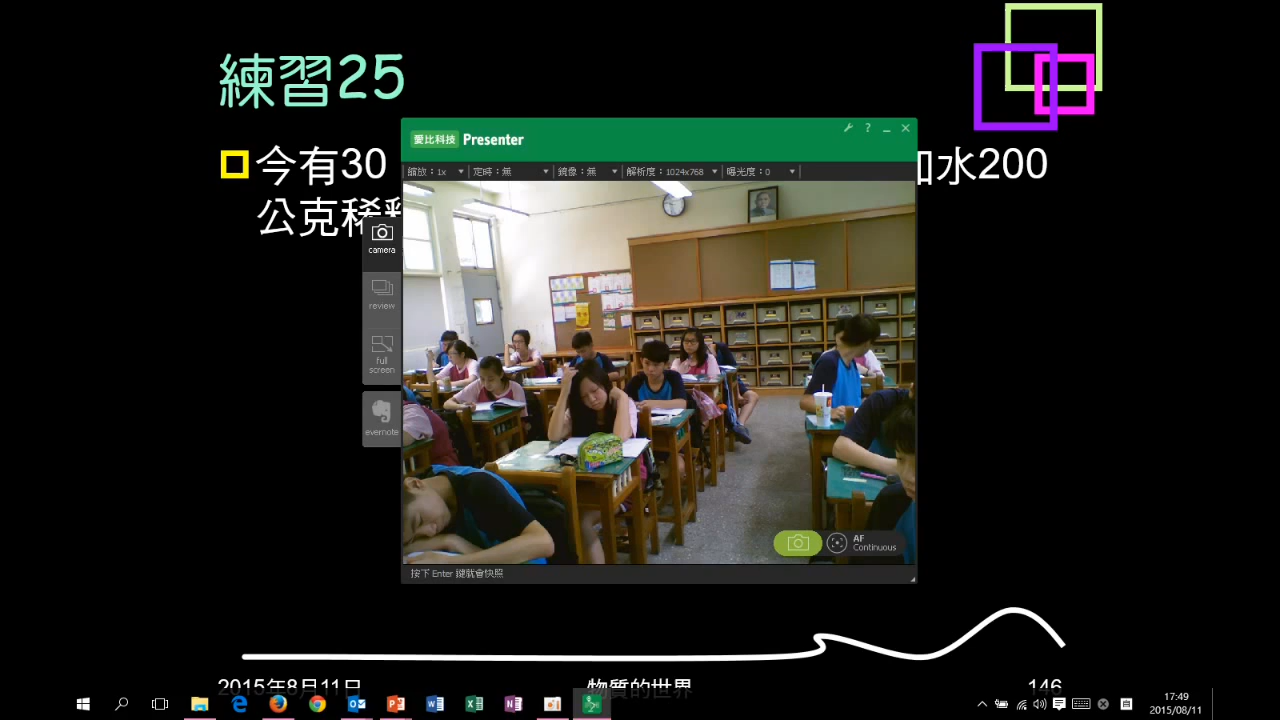 練習25
今有30
加水200
公克稀釋
愛比科技 Presenter
縮放：1x 定時：無 鏡像：無 解析度：1024x768 曝光度：0
camera
review
full
screen
evernote
AF
Continuous
按下 Enter 鍵就會快照
2015年8月11日 物質的世界 146
17:49
2015/08/11